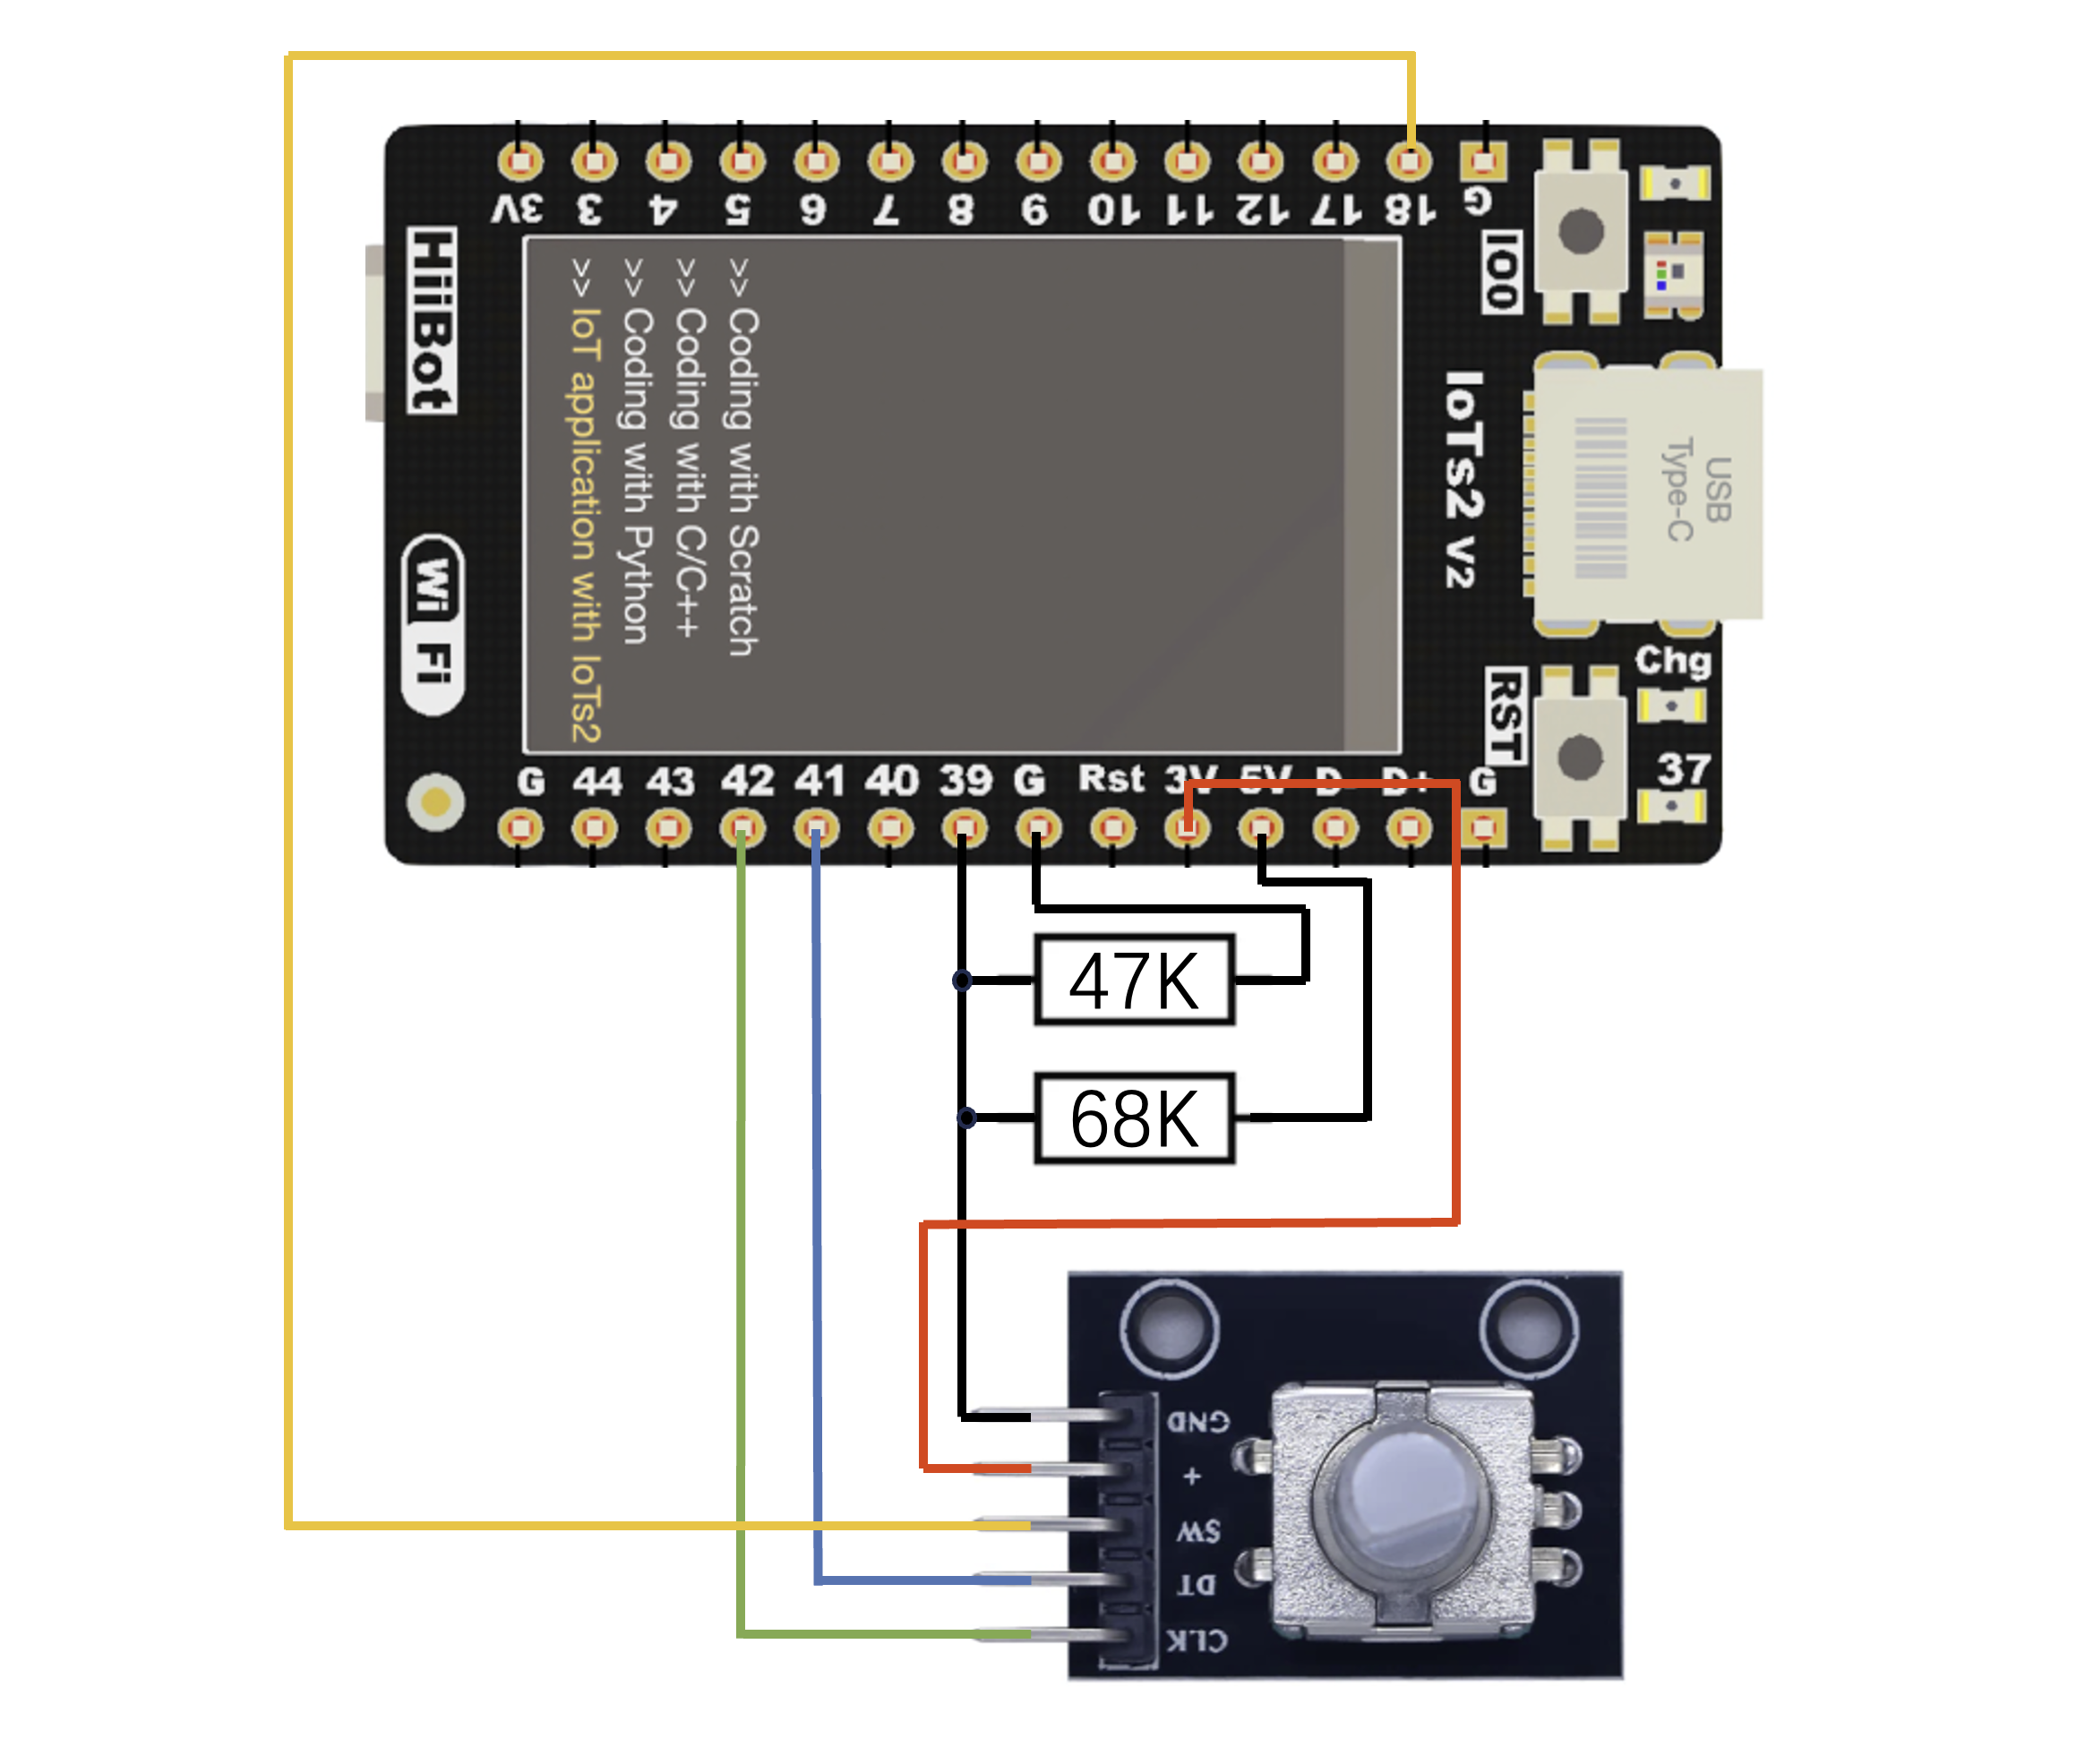 3V 3 4 5 6 7 8 9 10 11 12 17 18 G
HiiBot
Wi Fi
>> Coding with Scratch
>> Coding with C/C++
>> Coding with Python
>> IoT application with IoTs2
IO0
IoTs2 V2
USB
Type-C
Chg
RST
37
G 44 43 42 41 40 39 G Rst 3V 5V D- D+ G
47K
68K
GND
+
SW
DT
CLK